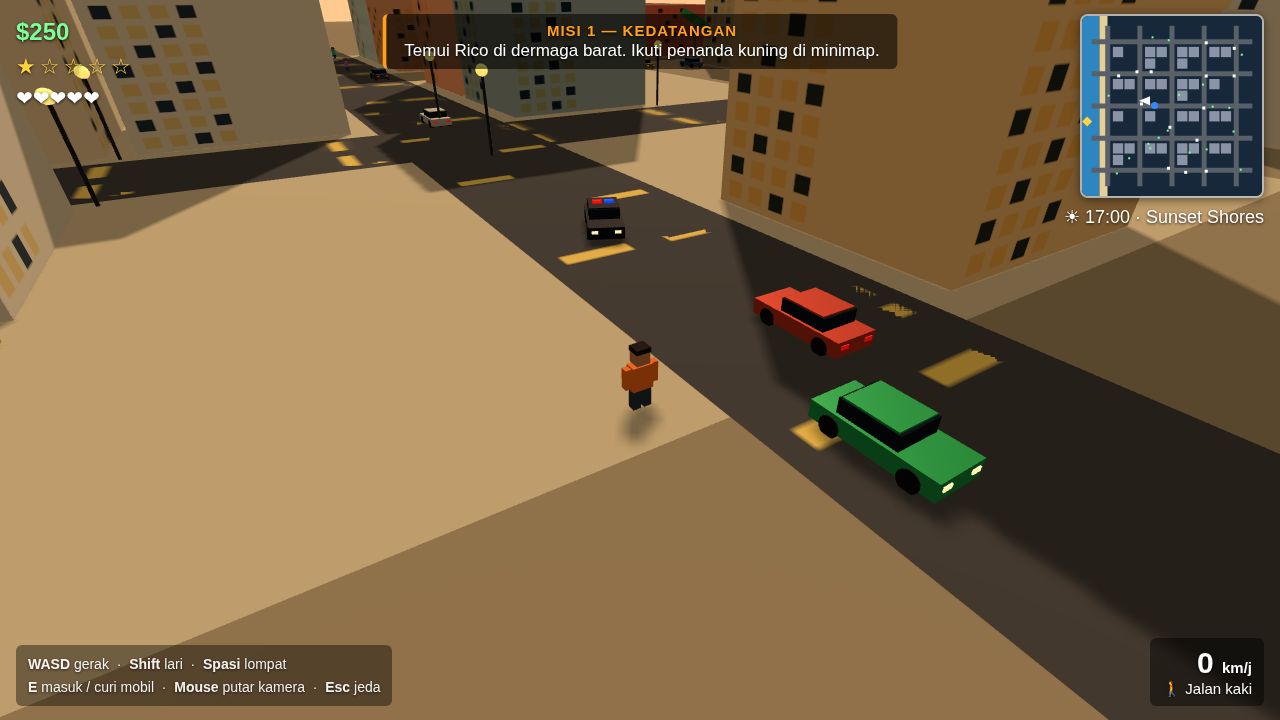 $250
★ ☆ ☆ ☆ ☆
❤❤❤❤❤
MISI 1 — KEDATANGAN
Temui Rico di dermaga barat. Ikuti penanda kuning di minimap.
☀ 17:00 · Sunset Shores
WASD gerak · Shift lari · Spasi lompat
E masuk / curi mobil · Mouse putar kamera · Esc jeda
0 km/j
🚶 Jalan kaki